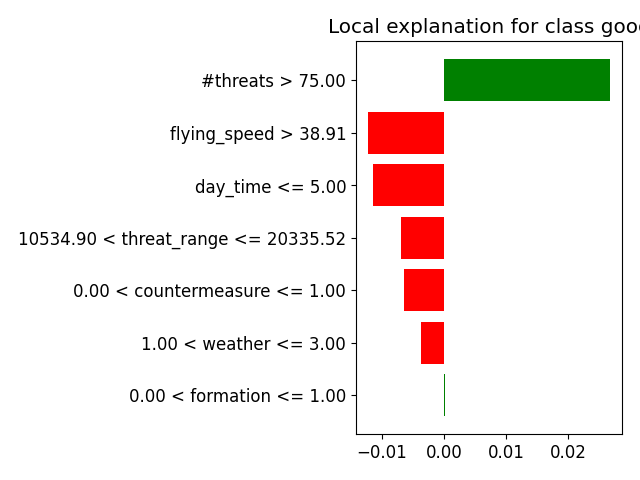 Local explanation for class goo
#threats > 75.00
flying_speed > 38.91
day_time <= 5.00
10534.90 < threat_range <= 20335.52
0.00 < countermeasure <= 1.00
1.00 < weather <= 3.00
0.00 < formation <= 1.00
−0.01 0.00 0.01 0.02